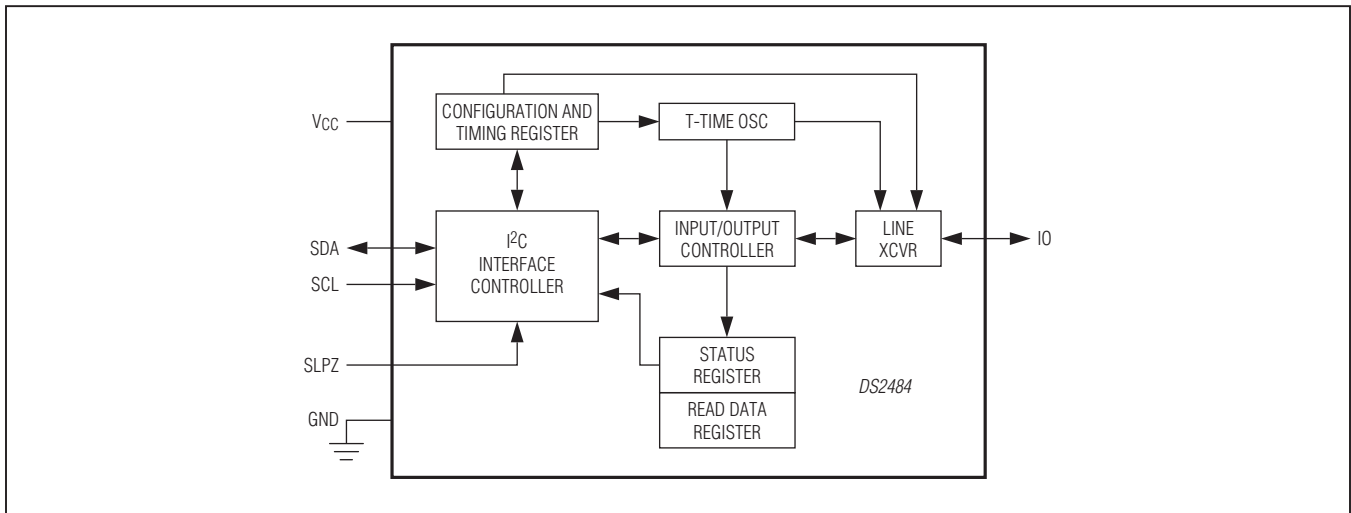 VCC
SDA
SCL
SLPZ
GND
CONFIGURATION AND
TIMING REGISTER
T-TIME OSC
I2C
INTERFACE
CONTROLLER
INPUT/OUTPUT
CONTROLLER
LINE
XCVR
IO
STATUS
REGISTER
READ DATA
REGISTER
DS2484